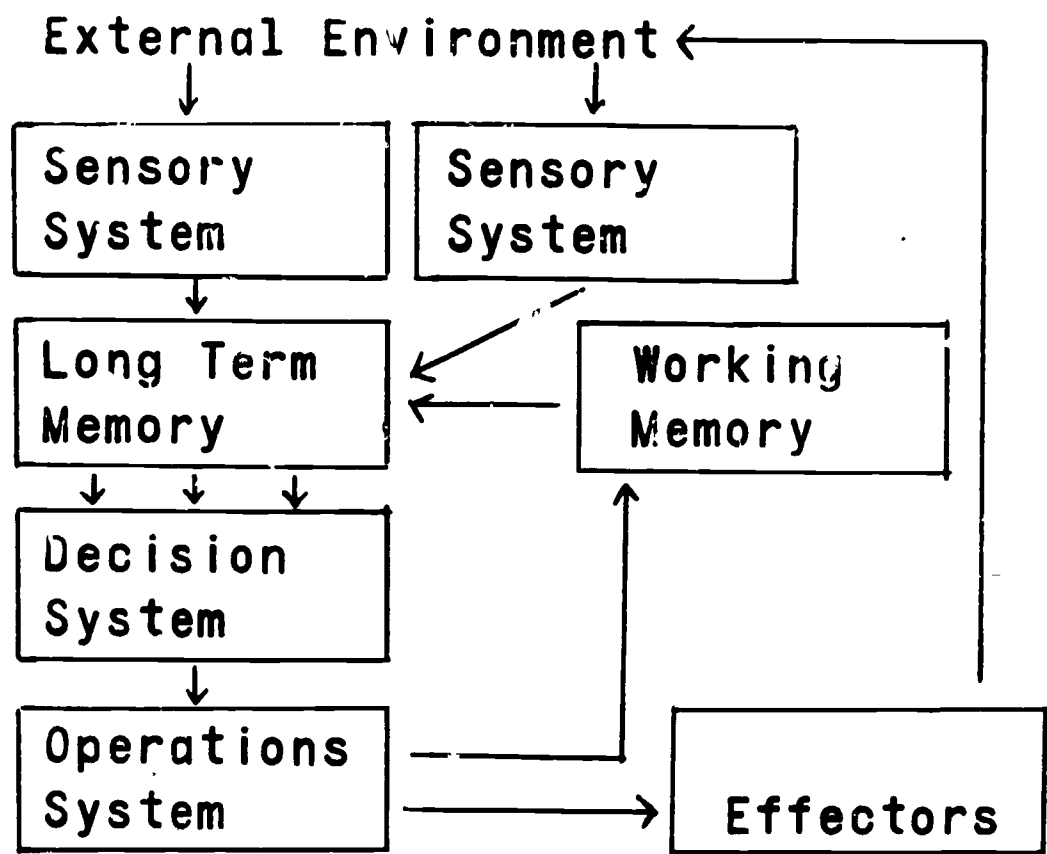 External Environment
Sensory
System
Sensory
System
Long Term
Memory
Working
Memory
Decision
System
Operations
System
Effectors